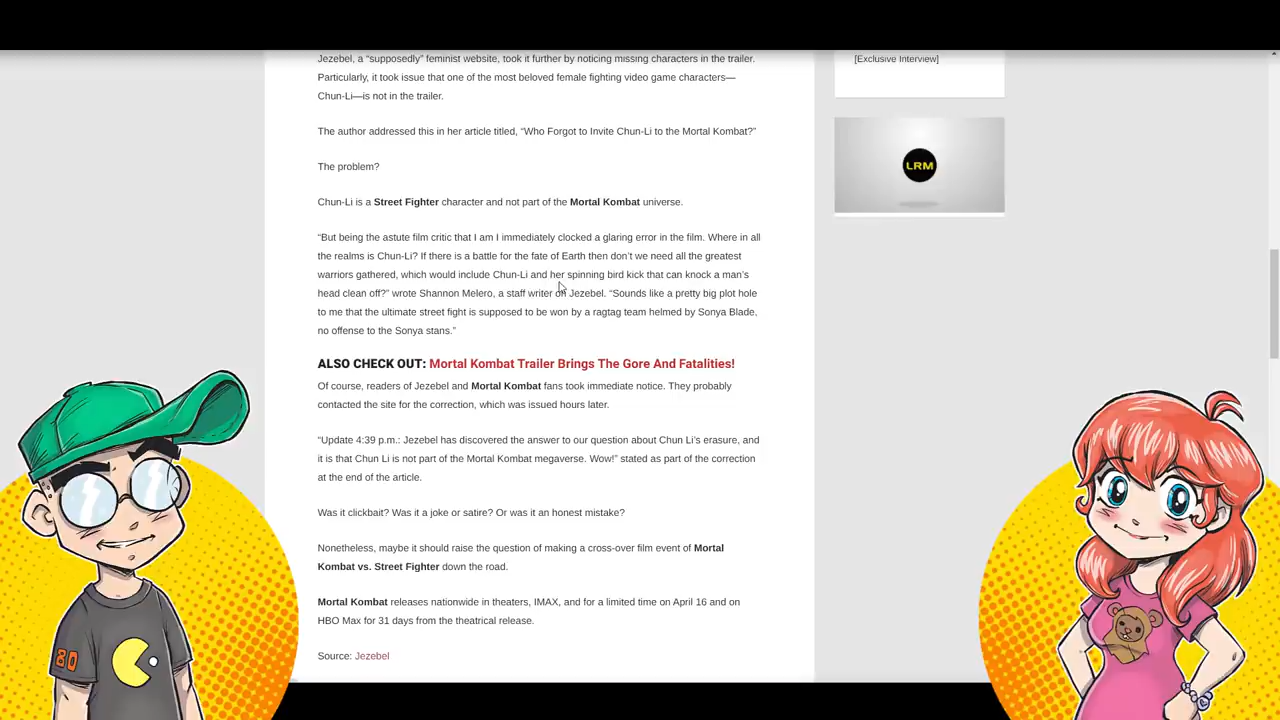 Jezebel, a “supposedly” feminist website, took it further by noticing missing characters in the trailer.
Particularly, it took issue that one of the most beloved female fighting video game characters—
Chun-Li—is not in the trailer.
The author addressed this in her article titled, “Who Forgot to Invite Chun-Li to the Mortal Kombat?”
The problem?
Chun-Li is a Street Fighter character and not part of the Mortal Kombat universe.
“But being the astute film critic that I am I immediately clocked a glaring error in the film. Where in all
the realms is Chun-Li? If there is a battle for the fate of Earth then don’t we need all the greatest
warriors gathered, which would include Chun-Li and her spinning bird kick that can knock a man’s
head clean off?” wrote Shannon Melero, a staff writer on Jezebel. “Sounds like a pretty big plot hole
to me that the ultimate street fight is supposed to be won by a ragtag team helmed by Sonya Blade,
no offense to the Sonya stans.”
ALSO CHECK OUT: Mortal Kombat Trailer Brings The Gore And Fatalities!
Of course, readers of Jezebel and Mortal Kombat fans took immediate notice. They probably
contacted the site for the correction, which was issued hours later.
“Update 4:39 p.m.: Jezebel has discovered the answer to our question about Chun Li’s erasure, and
it is that Chun Li is not part of the Mortal Kombat megaverse. Wow!” stated as part of the correction
at the end of the article.
Was it clickbait? Was it a joke or satire? Or was it an honest mistake?
Nonetheless, maybe it should raise the question of making a cross-over film event of Mortal
Kombat vs. Street Fighter down the road.
Mortal Kombat releases nationwide in theaters, IMAX, and for a limited time on April 16 and on
HBO Max for 31 days from the theatrical release.
Source: Jezebel
[Exclusive Interview]
LRM
80